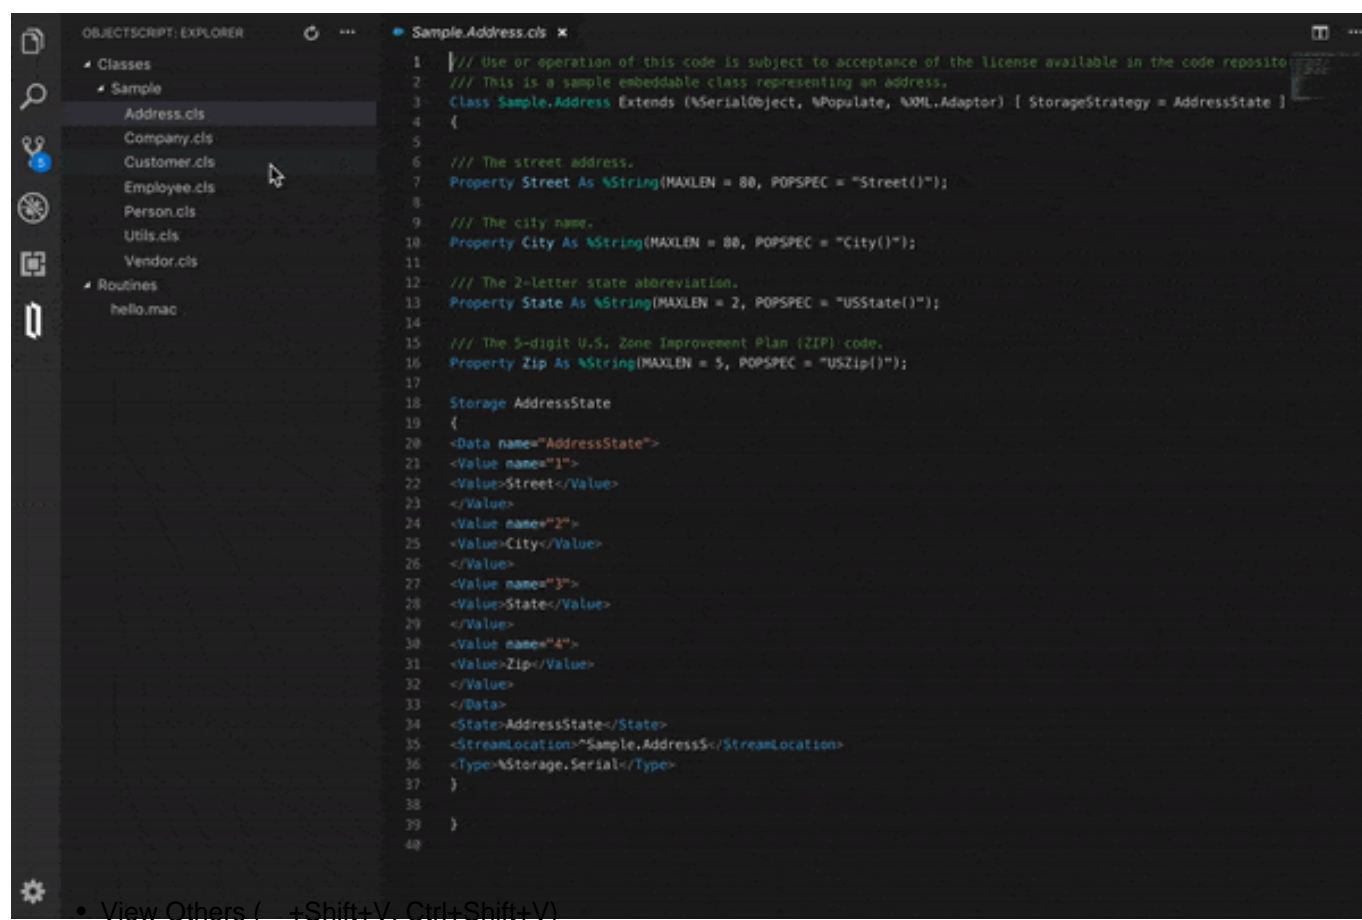 OBJECTSCRIPT: EXPLORER
Classes
Sample
Address.cls
Company.cls
Customer.cls
Employee.cls
Person.cls
Utils.cls
Vendor.cls
Routines
hello.mac
5
Sample.Address.cls
1 /// Use or operation of this code is subject to acceptance of the license available in the code reposito
2 /// This is a sample embeddable class representing an address.
3 Class Sample.Address Extends (%SerialObject, %Populate, %XML.Adaptor) [ StorageStrategy = AddressState ]
4 {
5
6 /// The street address.
7 Property Street As %String(MAXLEN = 80, POPSPEC = "Street()");
8
9 /// The city name.
10 Property City As %String(MAXLEN = 80, POPSPEC = "City()");
11
12 /// The 2-letter state abbreviation.
13 Property State As %String(MAXLEN = 2, POPSPEC = "USState()");
14
15 /// The 5-digit U.S. Zone Improvement Plan (ZIP) code.
16 Property Zip As %String(MAXLEN = 5, POPSPEC = "USZip()");
17
18 Storage AddressState
19 {
20 <Data name="AddressState">
21 <Value name="1">
22 <Value>Street</Value>
23 </Value>
24 <Value name="2">
25 <Value>City</Value>
26 </Value>
27 <Value name="3">
28 <Value>State</Value>
29 </Value>
30 <Value name="4">
31 <Value>Zip</Value>
32 </Value>
33 </Data>
34 <State>AddressState</State>
35 <StreamLocation>^Sample.AddressS</StreamLocation>
36 <Type>%Storage.Serial</Type>
37 }
38
39 }
40
• View Others ( +Shift+V, Ctrl+Shift+V)